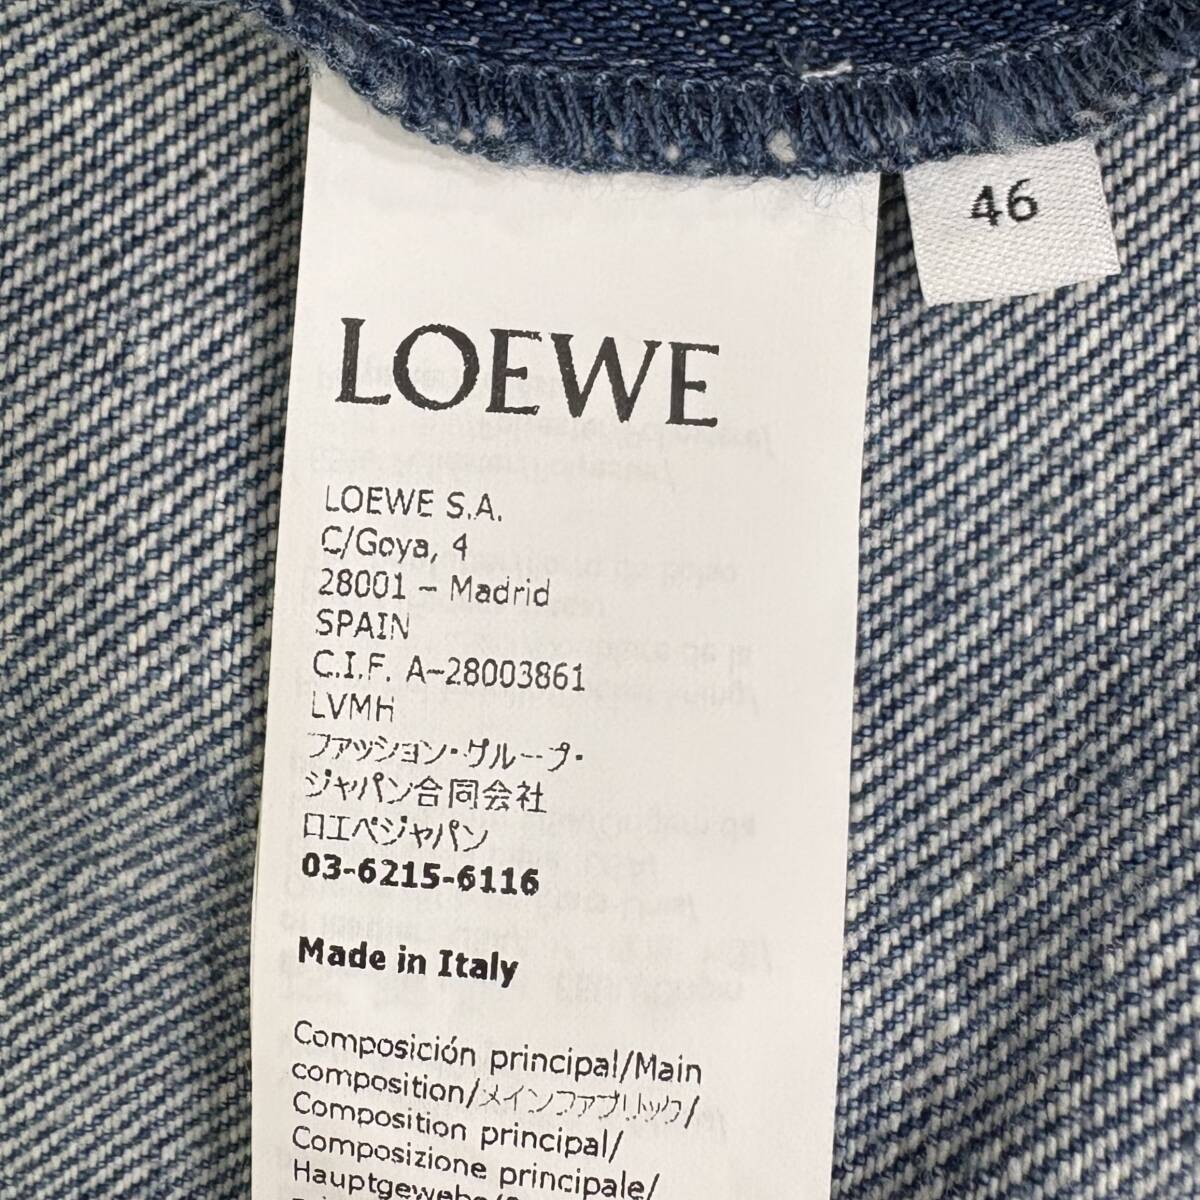 46
LOEWE
LOEWE S.A.
C/Goya, 4
28001 - Madrid
SPAIN
C.I.F. A-28003861
LVMH
ファッション・グループ・
ジャパン合同会社
ロエベジャパン
03-6215-6116
Made in Italy
Composición principal/Main
composition/メインファブリック/
Composition principal/
Composizione principale/
Hauptgewebe/